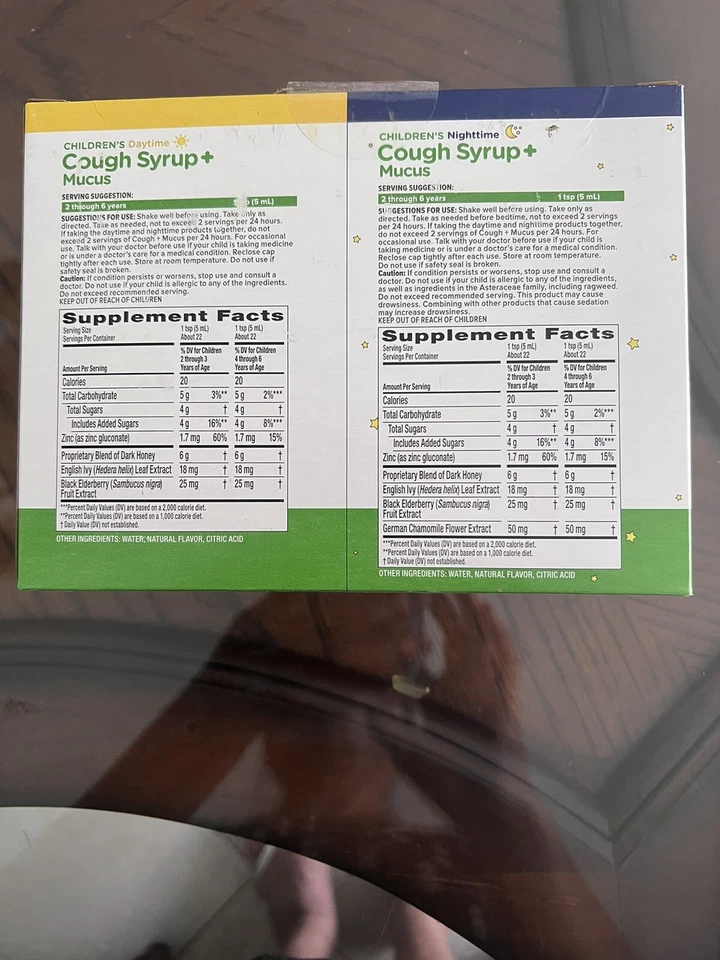 CHILDREN'S Daytime
Cough Syrup+
Mucus
SERVING SUGGESTION:
2 through 6 years (5 mL)
SUGGESTIONS FOR USE: Shake well before using. Take only as
directed. Take as needed, not to exceed 2 servings per 24 hours.
If taking the daytime and nighttime products together, do not
exceed 2 servings of Cough + Mucus per 24 hours. For occasional
use. Talk with your doctor before use if your child is taking medicine
or is under a doctor's care for a medical condition. Reclose cap
tightly after each use. Store at room temperature. Do not use if
safety seal is broken.
Caution: If condition persists or worsens, stop use and consult a
doctor. Do not use if your child is allergic to any of the ingredients.
Do not exceed recommended serving.
KEEP OUT OF REACH OF CHILDREN
Supplement Facts
Serving Size 1 tsp (5 mL) 1 tsp (5 mL)
Servings Per Container About 22 About 22
% DV for Children % DV for Children
2 through 3 4 through 6
Amount Per Serving Years of Age Years of Age
Calories 20 20
Total Carbohydrate 5 g 3%** 5 g 2%***
Total Sugars 4 g † 4 g †
Includes Added Sugars 4 g 16%** 4 g 8%***
Zinc (as zinc gluconate) 1.7 mg 60% 1.7 mg 15%
Proprietary Blend of Dark Honey 6 g † 6 g †
English Ivy (Hedera helix) Leaf Extract 18 mg † 18 mg †
Black Elderberry (Sambucus nigra) 25 mg † 25 mg †
Fruit Extract
***Percent Daily Values (DV) are based on a 2,000 calorie diet.
**Percent Daily Values (DV) are based on a 1,000 calorie diet.
† Daily Value (DV) not established.
OTHER INGREDIENTS: WATER, NATURAL FLAVOR, CITRIC ACID
CHILDREN'S Nighttime
Cough Syrup+
Mucus
SERVING SUGGESTION:
2 through 6 years 1 tsp (5 mL)
SUGGESTIONS FOR USE: Shake well before using. Take only as
directed. Take as needed before bedtime, not to exceed 2 servings
per 24 hours. If taking the daytime and nighttime products together,
do not exceed 2 servings of Cough + Mucus per 24 hours. For
occasional use. Talk with your doctor before use if your child is
taking medicine or is under a doctor's care for a medical condition.
Reclose cap tightly after each use. Store at room temperature.
Do not use if safety seal is broken.
Caution: If condition persists or worsens, stop use and consult a
doctor. Do not use if your child is allergic to any of the ingredients,
as well as ingredients in the Asteraceae family, including ragweed.
Do not exceed recommended serving. This product may cause
drowsiness. Combining with other products that cause sedation
may increase drowsiness.
KEEP OUT OF REACH OF CHILDREN
Supplement Facts
Serving Size 1 tsp (5 mL) 1 tsp (5 mL)
Servings Per Container About 22 About 22
% DV for Children % DV for Children
2 through 3 4 through 6
Amount Per Serving Years of Age Years of Age
Calories 20 20
Total Carbohydrate 5 g 3%** 5 g 2%***
Total Sugars 4 g † 4 g †
Includes Added Sugars 4 g 16%** 4 g 8%***
Zinc (as zinc gluconate) 1.7 mg 60% 1.7 mg 15%
Proprietary Blend of Dark Honey 6 g † 6 g †
English Ivy (Hedera helix) Leaf Extract 18 mg † 18 mg †
Black Elderberry (Sambucus nigra) 25 mg † 25 mg †
Fruit Extract
German Chamomile Flower Extract 50 mg † 50 mg †
***Percent Daily Values (DV) are based on a 2,000 calorie diet.
**Percent Daily Values (DV) are based on a 1,000 calorie diet.
† Daily Value (DV) not established.
OTHER INGREDIENTS: WATER, NATURAL FLAVOR, CITRIC ACID